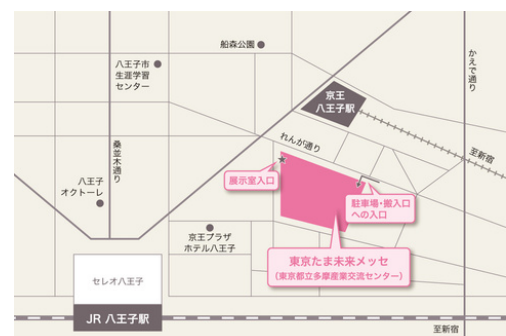 船森公園
八王子市
生涯学習
センター
かえで通り
京王
八王子駅
れんが通り
至新宿
桑並木通り
展示室入口
八王子
オクトーレ
駐車場・搬入口
への入口
京王プラザ
ホテル八王子
東京たま未来メッセ
（東京都立多摩産業交流センター）
セレオ八王子
JR 八王子駅
至新宿